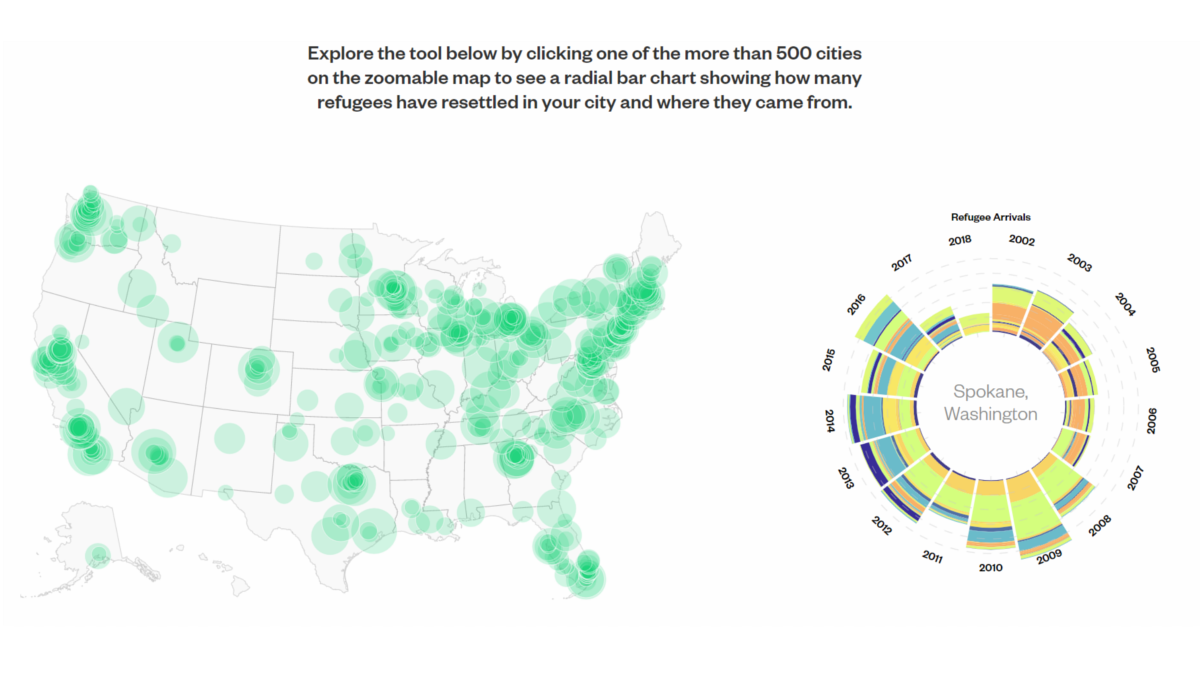 Explore the tool below by clicking one of the more than 500 cities
on the zoomable map to see a radial bar chart showing how many
refugees have resettled in your city and where they came from.
Refugee Arrivals
2002
2003
2004
2005
2006
2007
2008
2009
2010
2011
2012
2013
2014
2015
2016
2017
2018
Spokane,
Washington